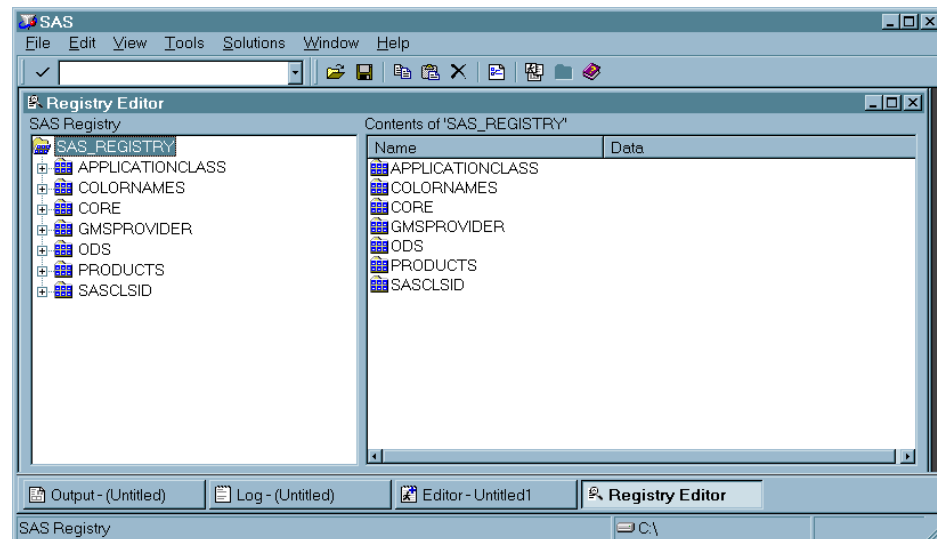 SAS
File Edit View Tools Solutions Window Help
Registry Editor
SAS Registry
Contents of 'SAS_REGISTRY'
SAS_REGISTRY
APPLICATIONCLASS
COLORNAMES
CORE
GMSPROVIDER
ODS
PRODUCTS
SASCLSID
Name Data
APPLICATIONCLASS
COLORNAMES
CORE
GMSPROVIDER
ODS
PRODUCTS
SASCLSID
Output - (Untitled) Log - (Untitled) Editor - Untitled1 Registry Editor
SAS Registry C:\